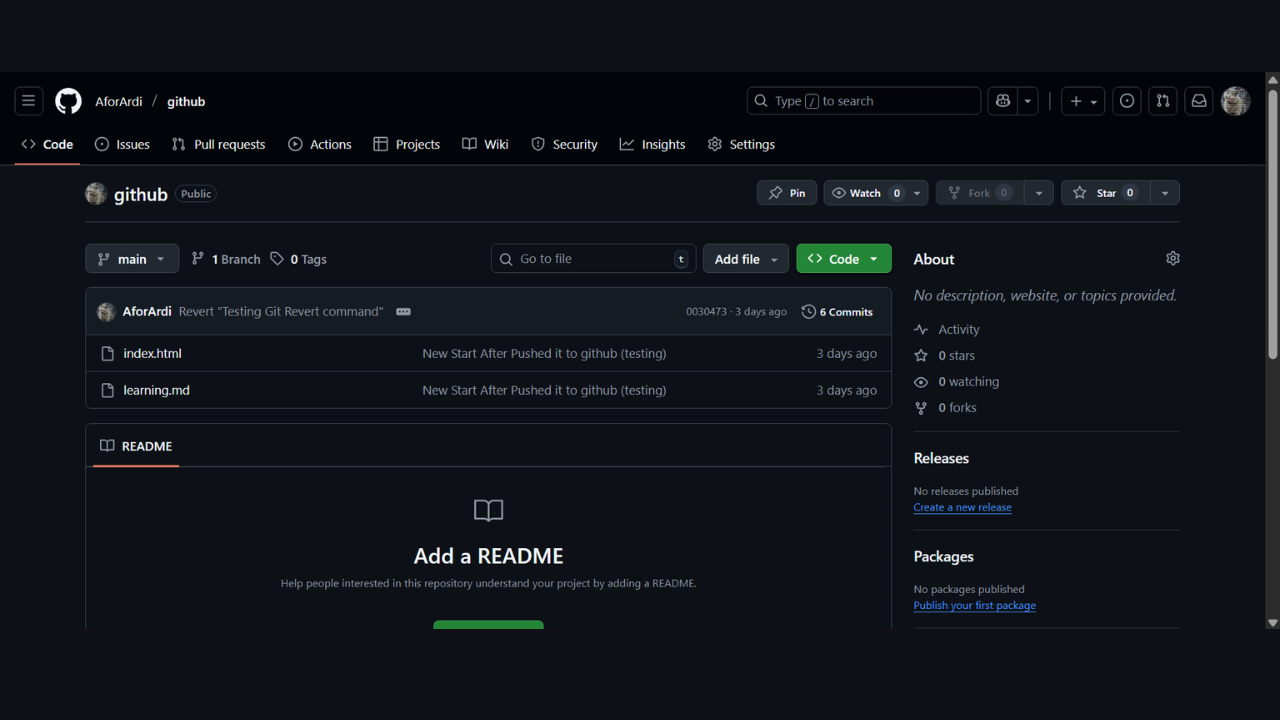 AforArdi / github
Type / to search
Code Issues Pull requests Actions Projects Wiki Security Insights Settings
github Public
Pin Watch 0 Fork 0 Star 0
main 1 Branch 0 Tags
Go to file t Add file Code
AforArdi Revert "Testing Git Revert command" 0030473 · 3 days ago 6 Commits
index.html New Start After Pushed it to github (testing) 3 days ago
learning.md New Start After Pushed it to github (testing) 3 days ago
README
Add a README
Help people interested in this repository understand your project by adding a README.
About
No description, website, or topics provided.
Activity
0 stars
0 watching
0 forks
Releases
No releases published
Create a new release
Packages
No packages published
Publish your first package